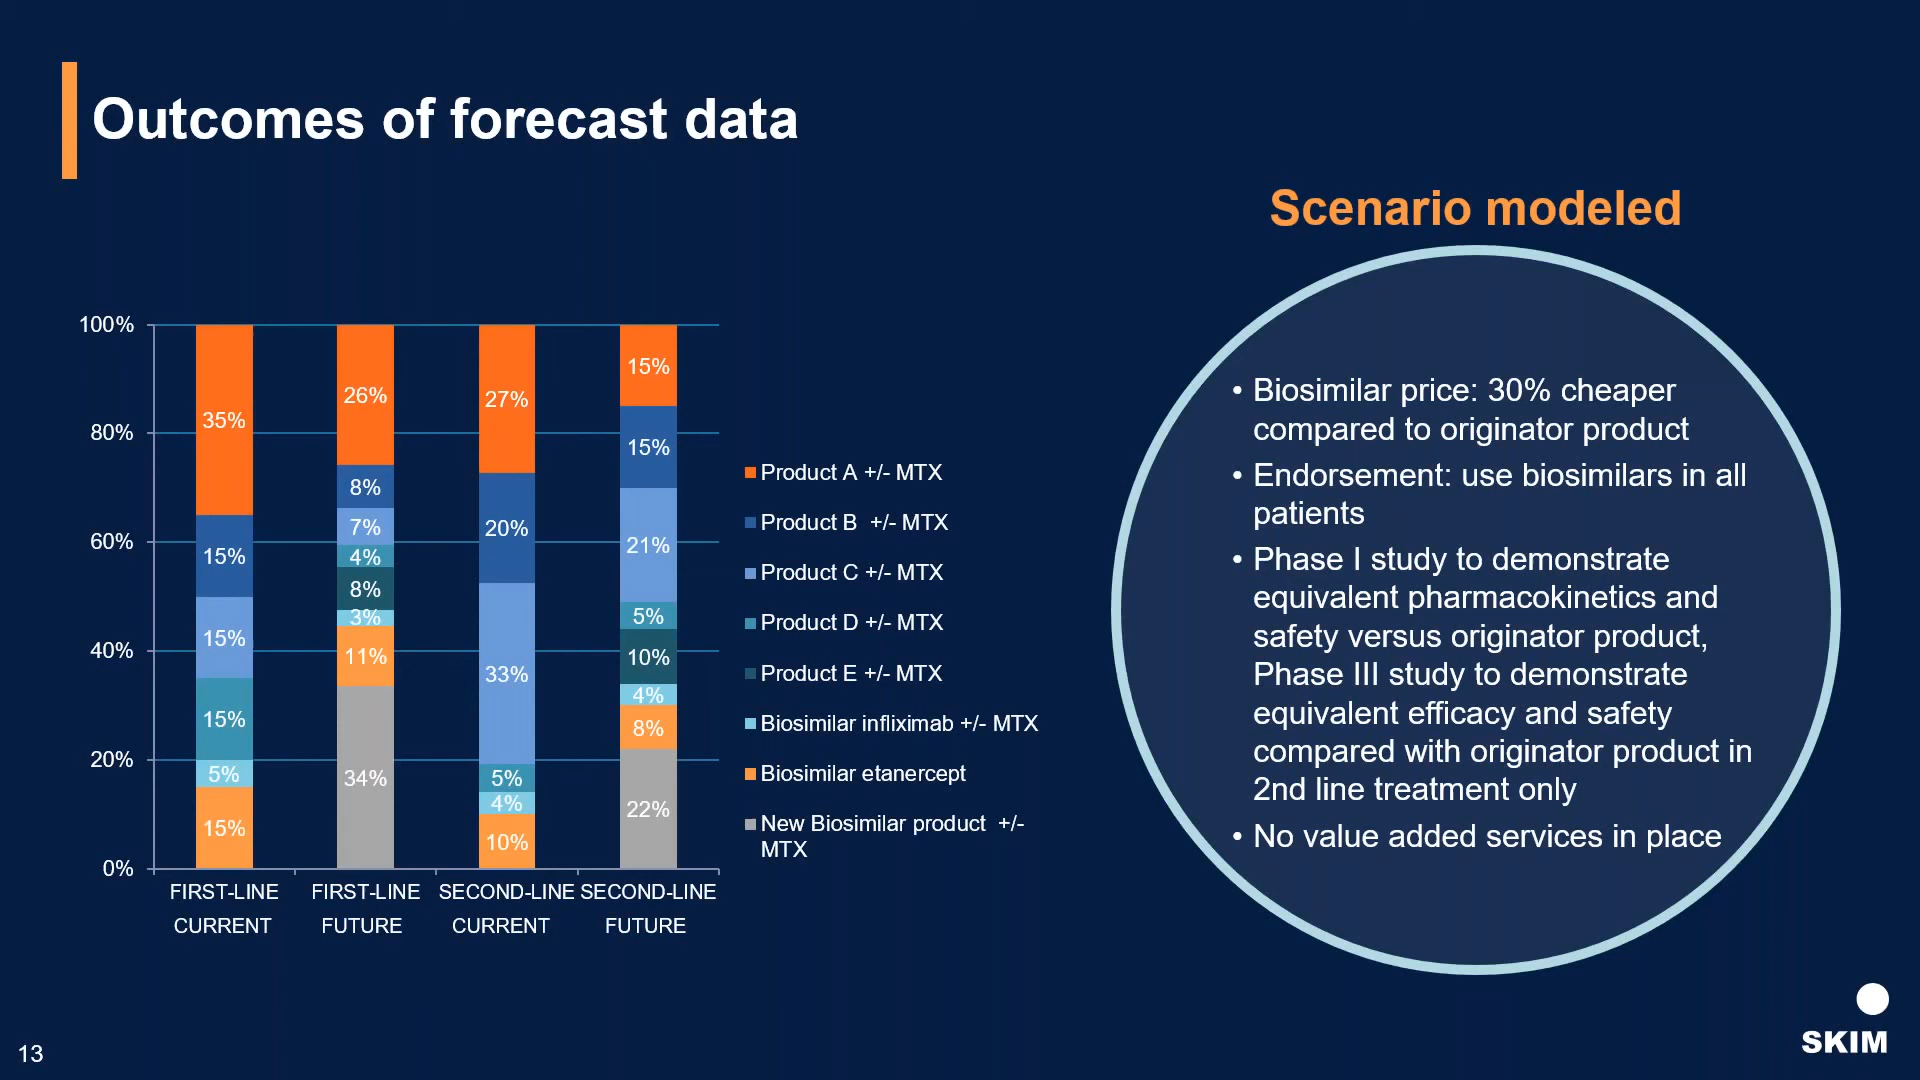 Outcomes of forecast data
Scenario modeled
100%
80%
60%
40%
20%
0%
35%
15%
15%
15%
5%
15%
26%
8%
7%
4%
8%
3%
11%
34%
27%
20%
33%
5%
4%
10%
15%
15%
21%
5%
10%
4%
8%
22%
FIRST-LINE
CURRENT
FIRST-LINE
FUTURE
SECOND-LINE
CURRENT
SECOND-LINE
FUTURE
Product A +/- MTX
Product B  +/- MTX
Product C +/- MTX
Product D +/- MTX
Product E +/- MTX
Biosimilar infliximab +/- MTX
Biosimilar etanercept
New Biosimilar product  +/-
MTX
• Biosimilar price: 30% cheaper
compared to originator product
• Endorsement: use biosimilars in all
patients
• Phase I study to demonstrate
equivalent pharmacokinetics and
safety versus originator product,
Phase III study to demonstrate
equivalent efficacy and safety
compared with originator product in
2nd line treatment only
• No value added services in place
13
SKIM